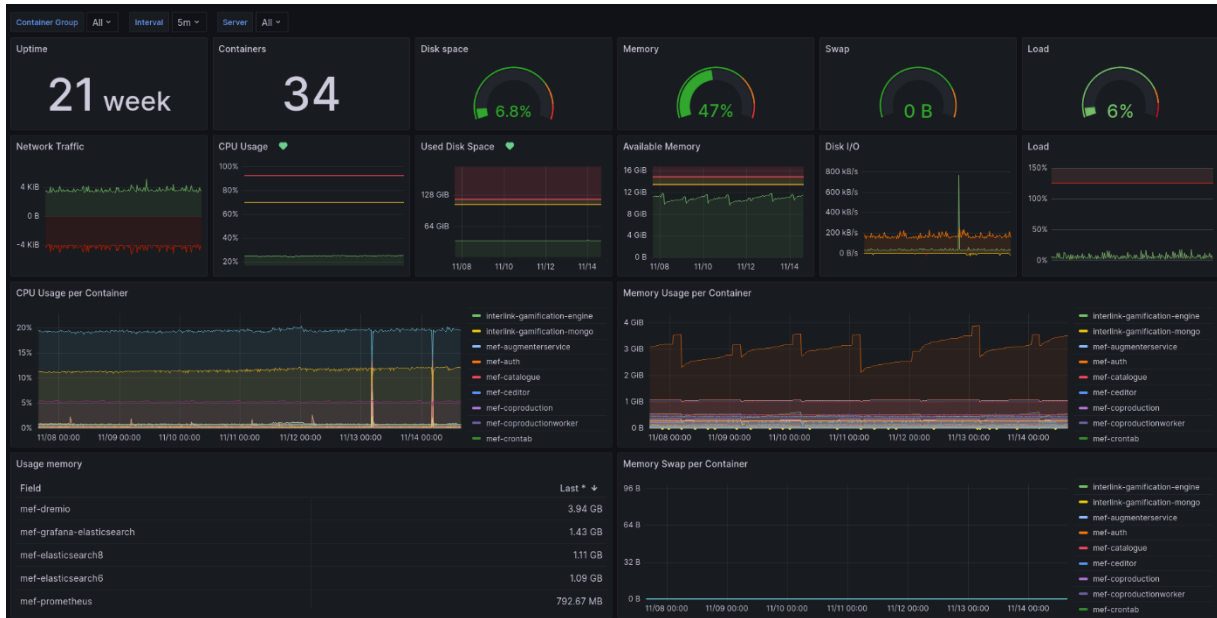 Container Group All Interval 5m Server All
Uptime
21 week
Containers
34
Disk space
6.8%
Memory
47%
Swap
0 B
Load
6%
Network Traffic
4 KiB
0 B
-4 KiB
CPU Usage
100%
80%
60%
40%
20%
Used Disk Space
128 GiB
64 GiB
11/08 11/10 11/12 11/14
Available Memory
16 GiB
12 GiB
8 GiB
4 GiB
0 B
11/08 11/10 11/12 11/14
Disk I/O
800 kB/s
600 kB/s
400 kB/s
200 kB/s
0 B/s
Load
150%
100%
50%
0%
CPU Usage per Container
20%
15%
10%
5%
0%
11/08 00:00 11/09 00:00 11/10 00:00 11/11 00:00 11/12 00:00 11/13 00:00 11/14 00:00
interlink-gamification-engine
interlink-gamification-mongo
mef-augmenterservice
mef-auth
mef-catalogue
mef-ceditor
mef-coproduction
mef-coproductionworker
mef-crontab
Memory Usage per Container
4 GiB
3 GiB
2 GiB
1 GiB
0 B
11/08 00:00 11/09 00:00 11/10 00:00 11/11 00:00 11/12 00:00 11/13 00:00 11/14 00:00
interlink-gamification-engine
interlink-gamification-mongo
mef-augmenterservice
mef-auth
mef-catalogue
mef-ceditor
mef-coproduction
mef-coproductionworker
mef-crontab
Usage memory
Field Last *
mef-dremio 3.94 GB
mef-grafana-elasticsearch 1.43 GB
mef-elasticsearch8 1.11 GB
mef-elasticsearch6 1.09 GB
mef-prometheus 792.67 MB
Memory Swap per Container
96 B
64 B
32 B
0 B
11/08 00:00 11/09 00:00 11/10 00:00 11/11 00:00 11/12 00:00 11/13 00:00 11/14 00:00
interlink-gamification-engine
interlink-gamification-mongo
mef-augmenterservice
mef-auth
mef-catalogue
mef-ceditor
mef-coproduction
mef-coproductionworker
mef-crontab